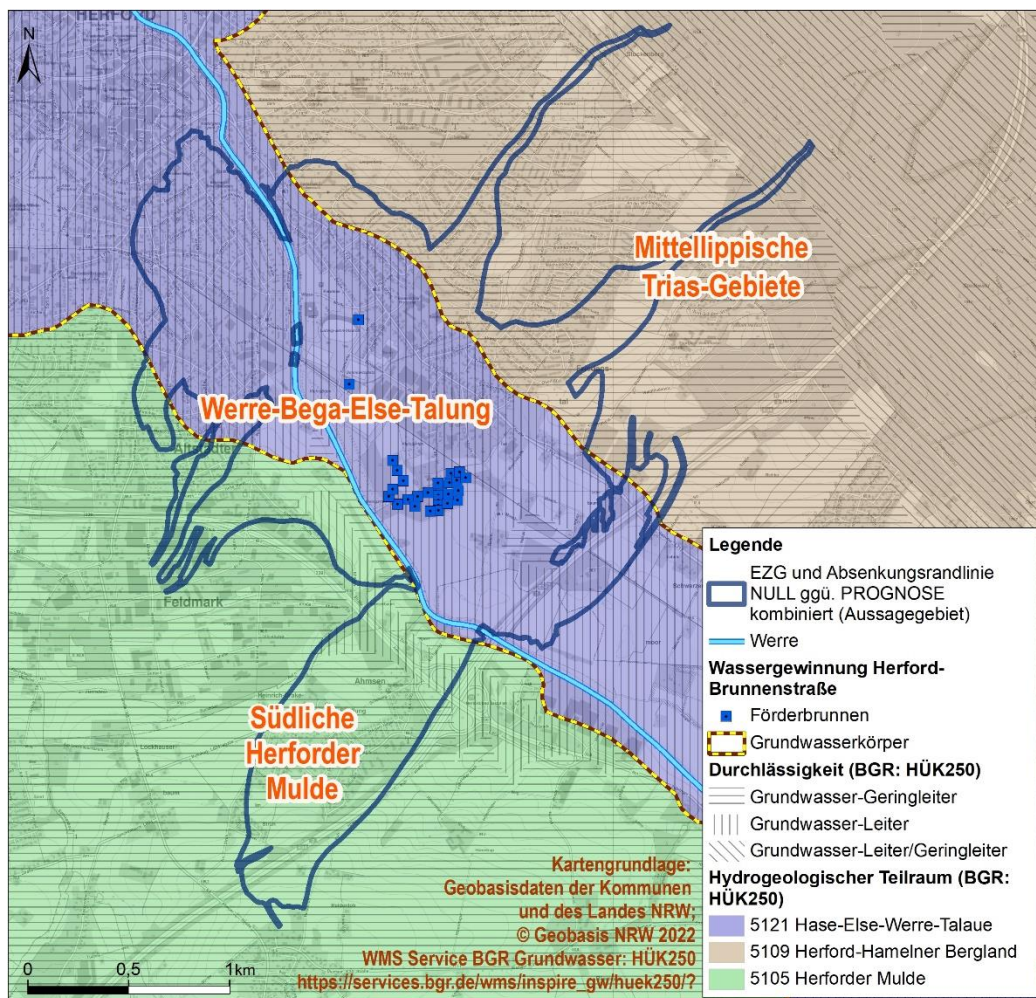 HERFORD
N
Stuckenberg
Mittellippische
Trias-Gebiete
Werre-Bega-Else-Talung
Altstädter
Feldmark
Ahmsen
Südliche
Herforder
Mulde
Lockhausen
Kartengrundlage:
Geobasisdaten der Kommunen
und des Landes NRW;
© Geobasis NRW 2022
WMS Service BGR Grundwasser: HÜK250
https://services.bgr.de/wms/inspire_gw/huek250/?
0 0,5 1km
Legende
EZG und Absenkungsrandlinie
NULL ggü. PROGNOSE
kombiniert (Aussagegebiet)
Werre
Wassergewinnung Herford-
Brunnenstraße
Förderbrunnen
Grundwasserkörper
Durchlässigkeit (BGR: HÜK250)
Grundwasser-Geringleiter
Grundwasser-Leiter
Grundwasser-Leiter/Geringleiter
Hydrogeologischer Teilraum (BGR:
HÜK250)
5121 Hase-Else-Werre-Talaue
5109 Herford-Hamelner Bergland
5105 Herforder Mulde